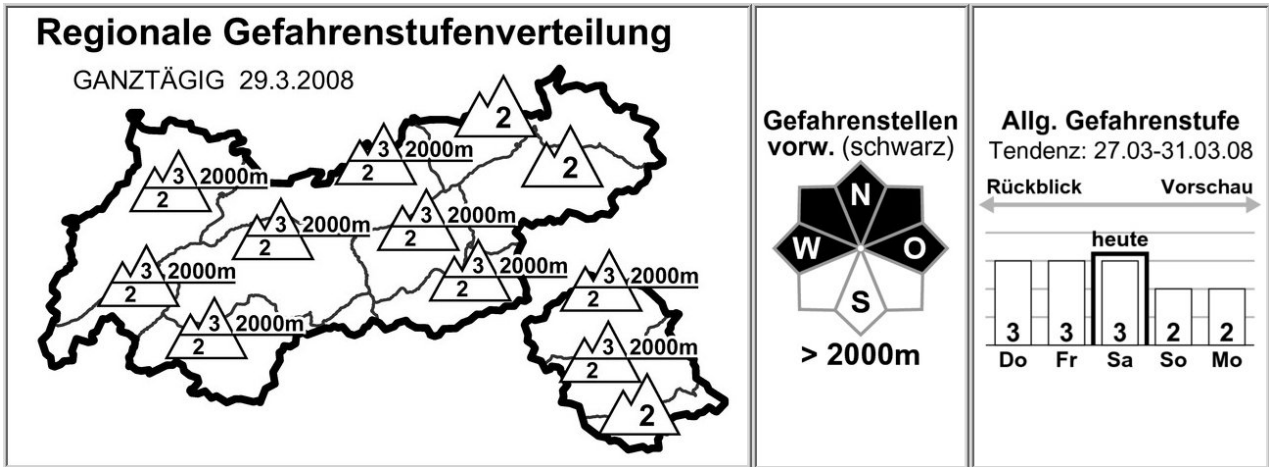 Regionale Gefahrenstufenverteilung
GANZTÄGIG 29.3.2008
2
3 2000m
2
2
3 2000m
2
3 2000m
2
3 2000m
2
3 2000m
2
3 2000m
2
3 2000m
2
3 2000m
2
3 2000m
2
2
Gefahrenstellen
vorw. (schwarz)
N
W O
S
> 2000m
Allg. Gefahrenstufe
Tendenz: 27.03-31.03.08
Rückblick Vorschau
heute
3 3 3 2 2
Do Fr Sa So Mo